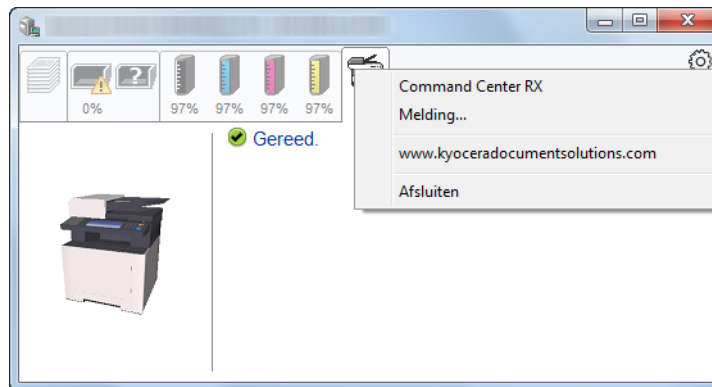 0%
97%
97%
97%
97%
Gereed.
Command Center RX
Melding...
www.kyoceradocumentsolutions.com
Afsluiten